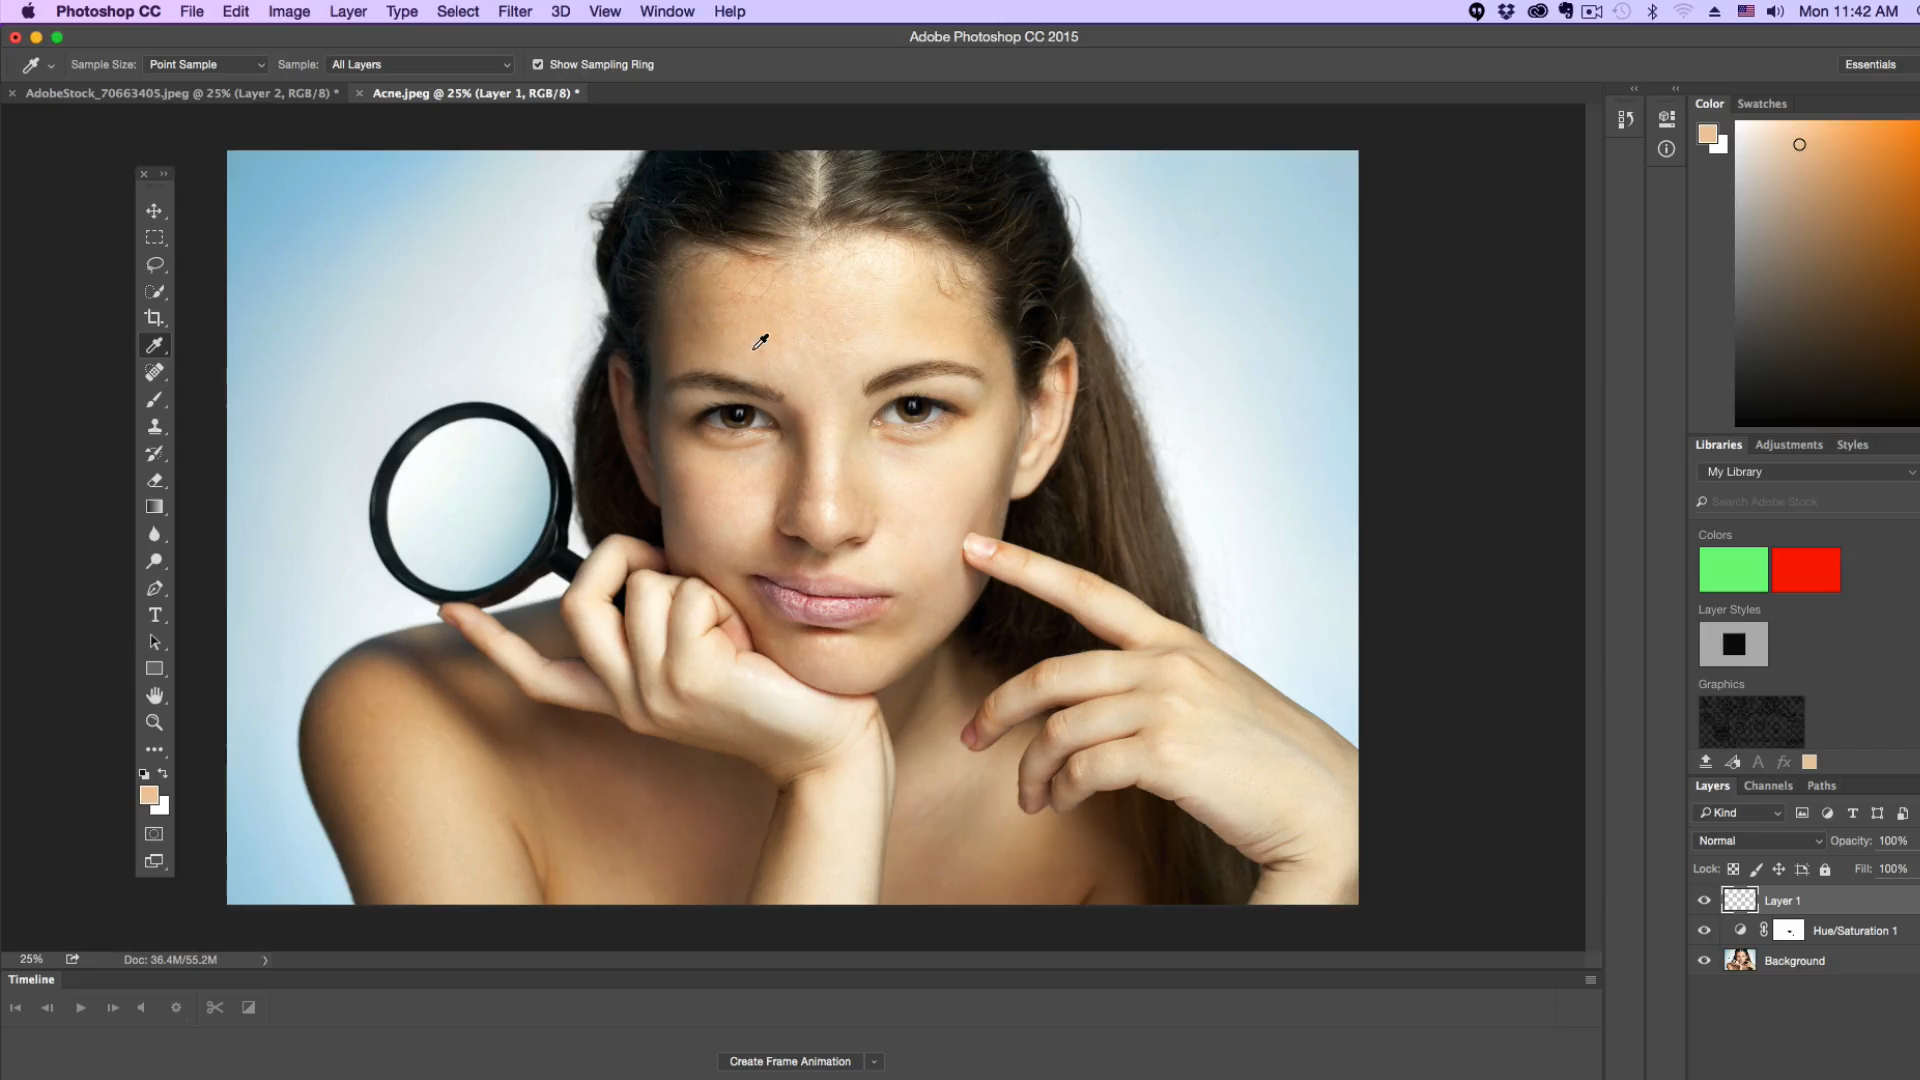 Photoshop CC File Edit Image Layer Type Select Filter 3D View Window Help Mon 11:42 AM
Adobe Photoshop CC 2015
Sample Size: Point Sample Sample: All Layers Show Sampling Ring Essentials
AdobeStock_70663405.jpeg @ 25% (Layer 2, RGB/8) * Acne.jpeg @ 25% (Layer 1, RGB/8) *
Color Swatches
Libraries Adjustments Styles
My Library
Search Adobe Stock
Colors
Layer Styles
Graphics
Layers Channels Paths
Kind
Normal Opacity: 100%
Lock: Fill: 100%
Layer 1
Hue/Saturation 1
Background
25% Doc: 36.4M/55.2M
Timeline
Create Frame Animation